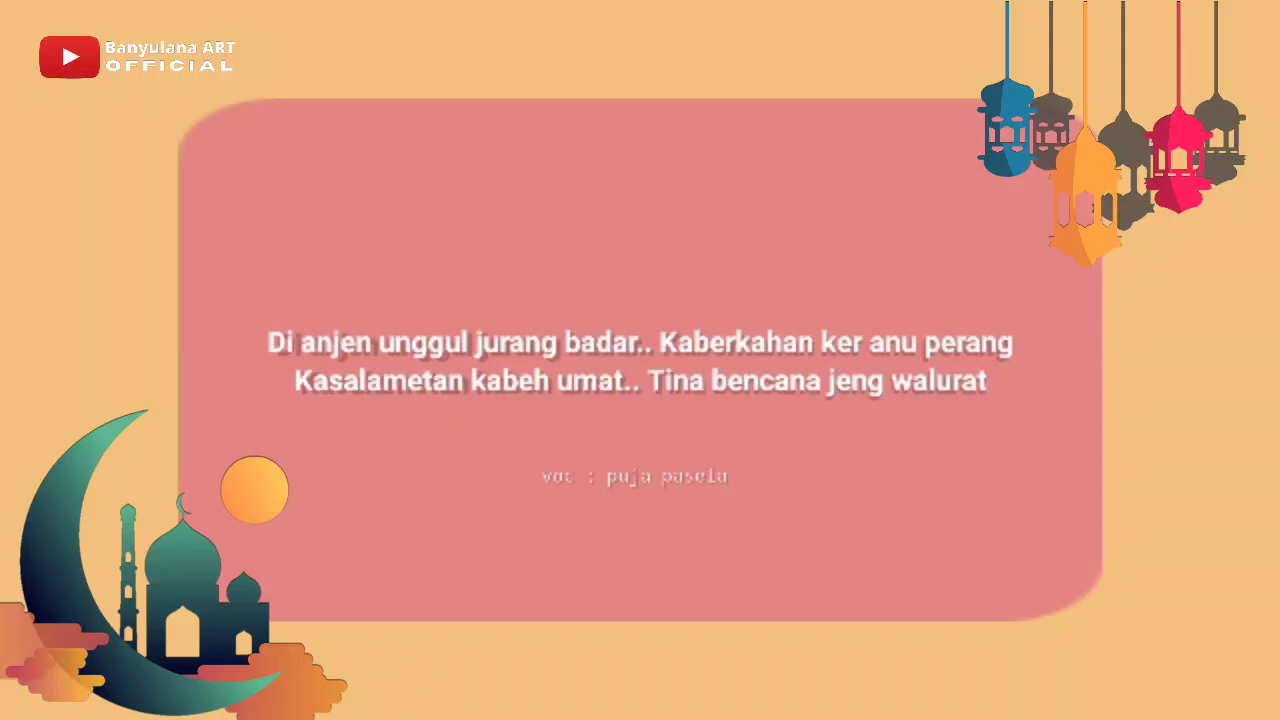 Banyulana ART
OFFICIAL
Di anjen unggul jurang badar.. Kaberkahan ker anu perang
Kasalametan kabeh umat.. Tina bencana jeng walurat
voc : puja pasela